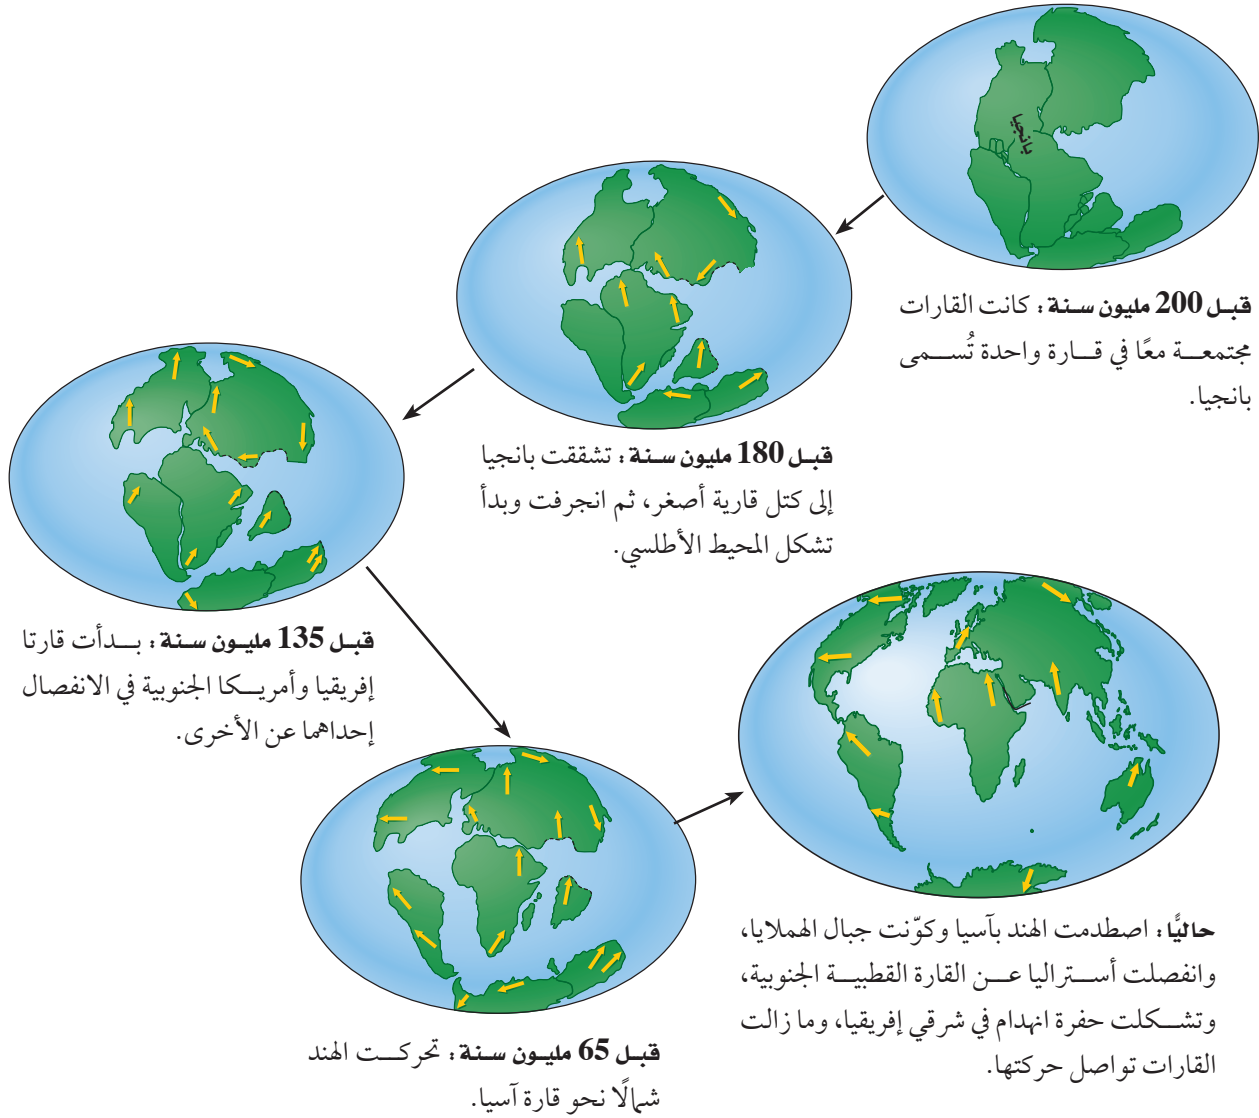 بانجيا
قبل 200 مليون سنة: كانت القارات
مجتمعة معًا في قارة واحدة تُسمى
بانجيا.
قبل 180 مليون سنة: تشققت بانجيا
إلى كتل قارية أصغر، ثم انجرفت وبدأ
تشكل المحيط الأطلسي.
قبل 135 مليون سنة: بدأت قارتا
إفريقيا وأمريكا الجنوبية في الانفصال
إحداهما عن الأخرى.
قبل 65 مليون سنة: تحركت الهند
شمالًا نحو قارة آسيا.
حاليًّا: اصطدمت الهند بآسيا وكوّنت جبال الهملايا،
وانفصلت أستراليا عن القارة القطبية الجنوبية،
وتشكلت حفرة انهدام في شرقي إفريقيا، وما زالت
القارات تواصل حركتها.